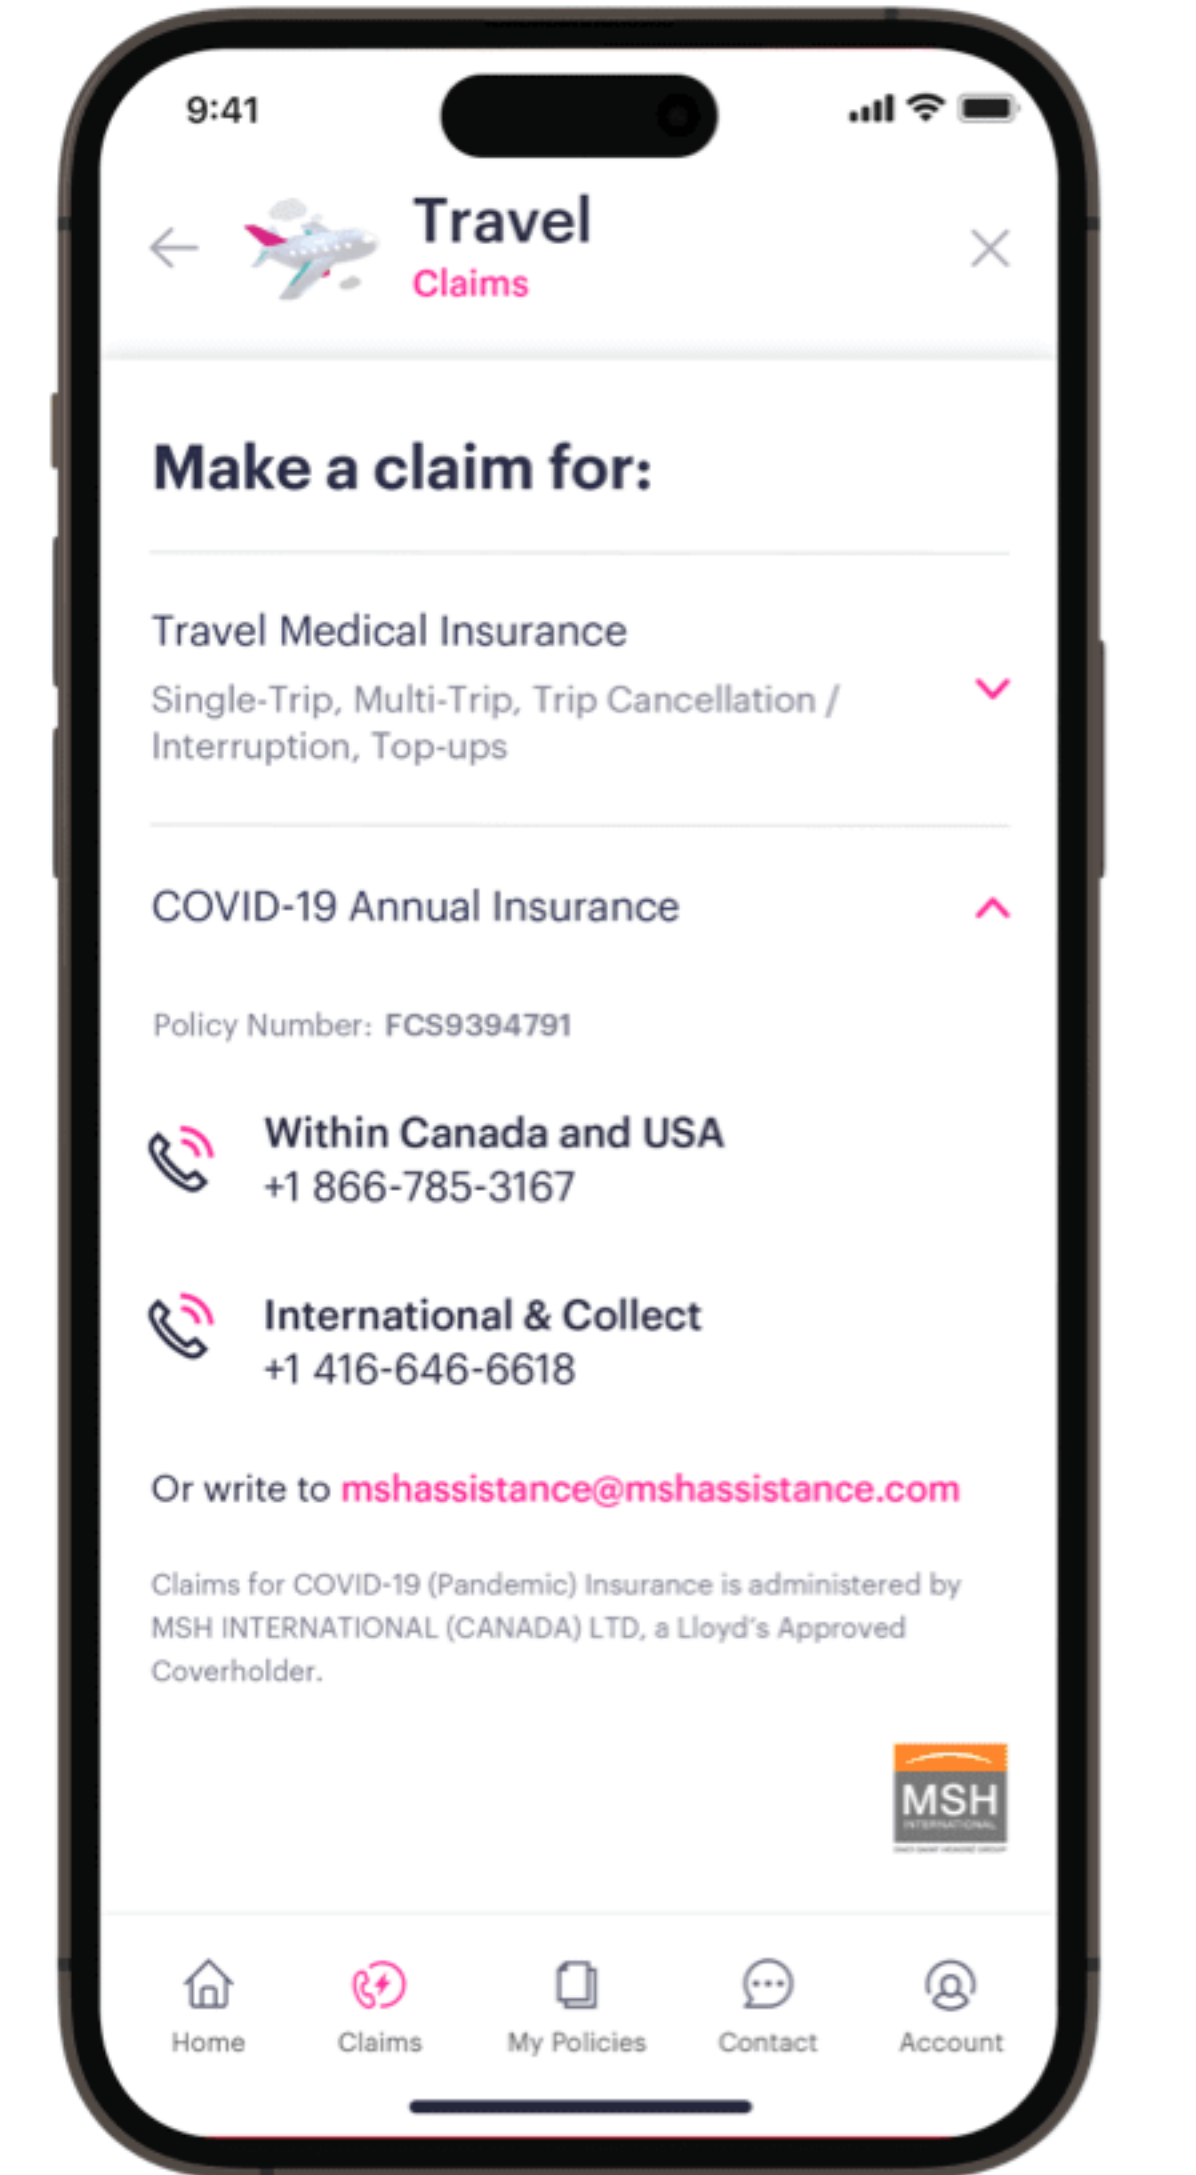 9:41
Travel
Claims
Make a claim for:
Travel Medical Insurance
Single-Trip, Multi-Trip, Trip Cancellation /
Interruption, Top-ups
COVID-19 Annual Insurance
Policy Number: FCS9394791
Within Canada and USA
+1 866-785-3167
International & Collect
+1 416-646-6618
Or write to mshassistance@mshassistance.com
Claims for COVID-19 (Pandemic) Insurance is administered by
MSH INTERNATIONAL (CANADA) LTD, a Lloyd's Approved
Coverholder.
MSH
INTERNATIONAL
Home
Claims
My Policies
Contact
Account